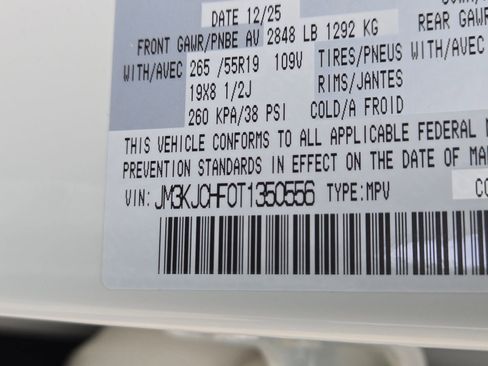 DATE 12/25
FRONT GAWR/PNBE AV 2848 LB 1292 KG
REAR GAWR
WITH/AVEC 265 /55R19 109V TIRES/PNEUS WITH/AVEC
19X8 1/2J RIMS/JANTES
260 KPA/38 PSI COLD/A FROID
THIS VEHICLE CONFORMS TO ALL APPLICABLE FEDERAL
PREVENTION STANDARDS IN EFFECT ON THE DATE OF
VIN: JM3KJCHF0T1350556 TYPE:MPV